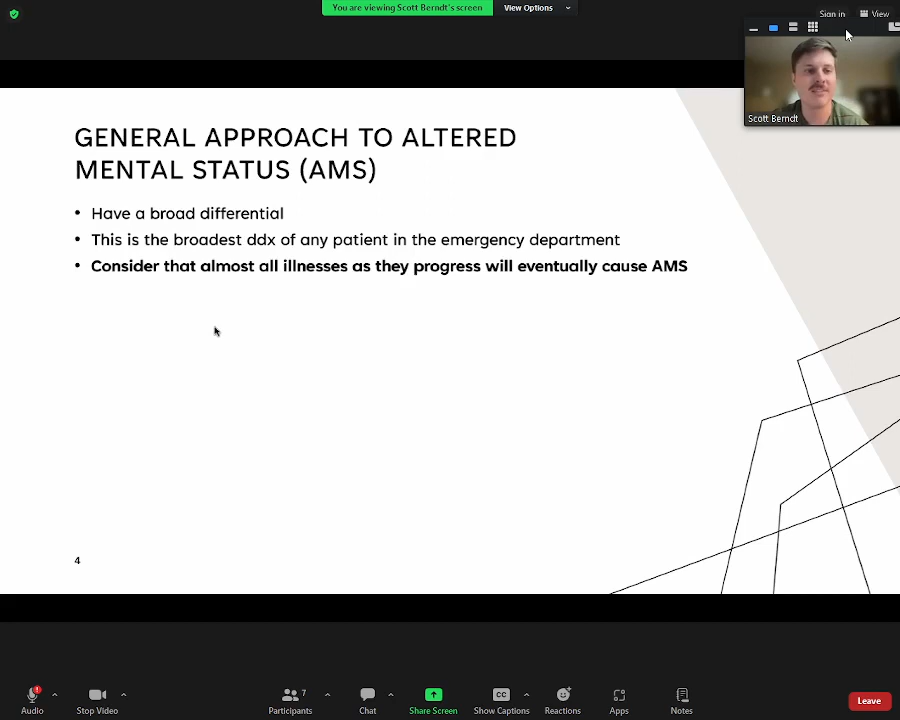 You are viewing Scott Berndt's screen
View Options
Sign in
View
Scott Berndt
GENERAL APPROACH TO ALTERED
MENTAL STATUS (AMS)
• Have a broad differential
• This is the broadest ddx of any patient in the emergency department
• Consider that almost all illnesses as they progress will eventually cause AMS
4
Audio
Stop Video
Participants
7
Chat
Share Screen
CC
Show Captions
Reactions
Apps
Notes
Leave